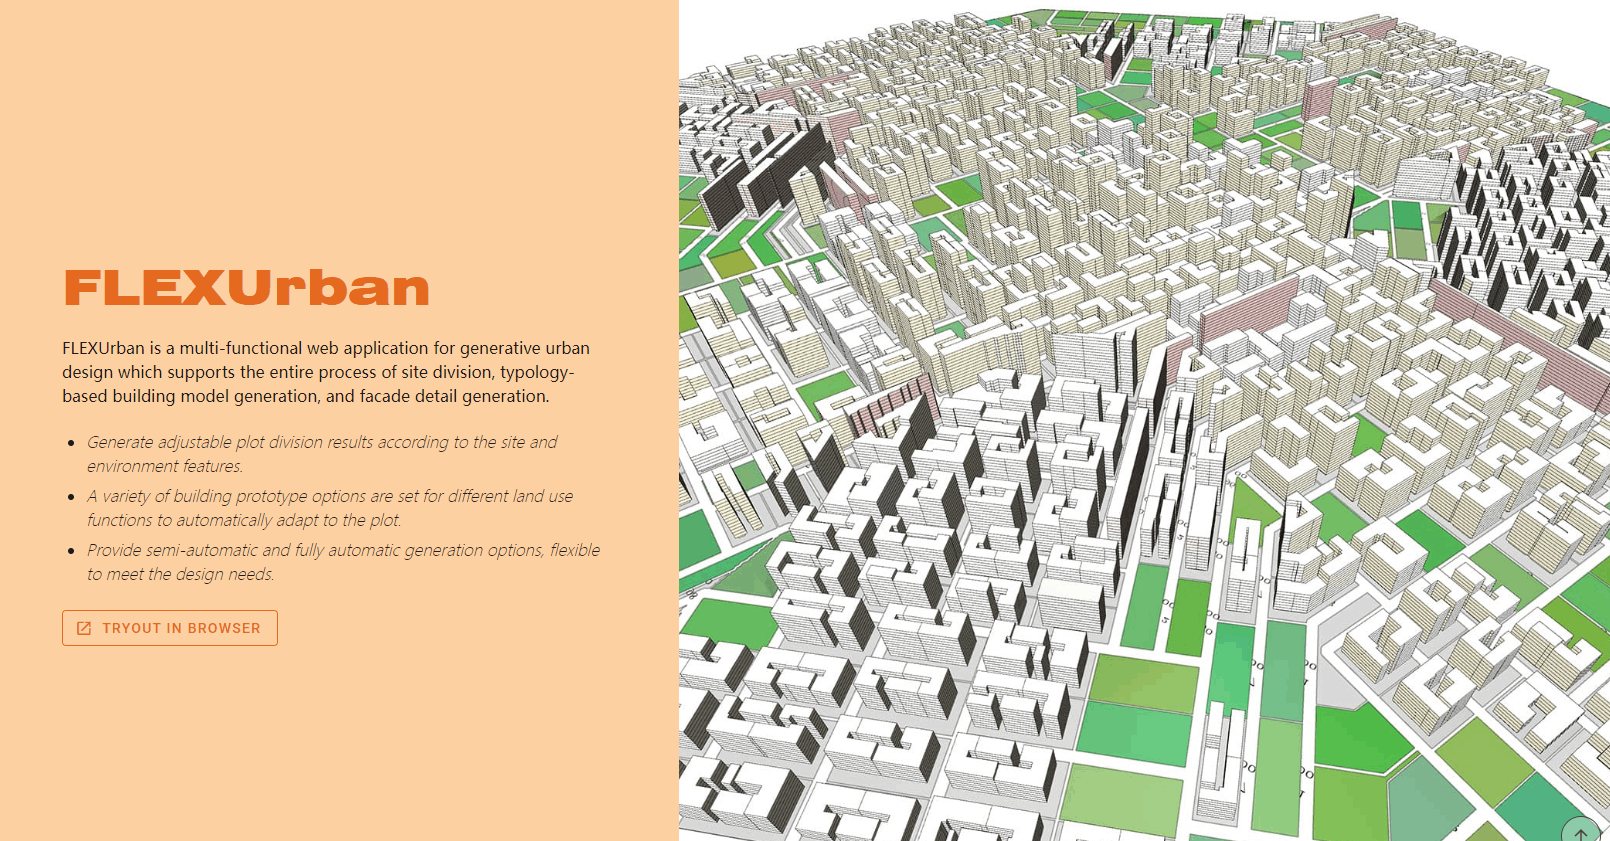 FLEXUrban
FLEXUrban is a multi-functional web application for generative urban
design which supports the entire process of site division, typology-
based building model generation, and facade detail generation.
Generate adjustable plot division results according to the site and
environment features.
A variety of building prototype options are set for different land use
functions to automatically adapt to the plot.
Provide semi-automatic and fully automatic generation options, flexible
to meet the design needs.
TRYOUT IN BROWSER